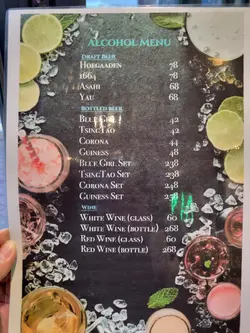 Alcohol Menu
Draft Beer
Hoegaaden 78
1664 78
Asahi 68
Yau 68
Bottled beer
Blue Girl 42
TsingTao 42
Corona 44
Guiness 48
Blue Girl Set 238
TsingTao Set 238
Corona Set 248
Guiness Set 268
Wine
White Wine (glass) 60
White Wine (bottle) 268
Red Wine (glass) 60
Red Wine (bottle) 268